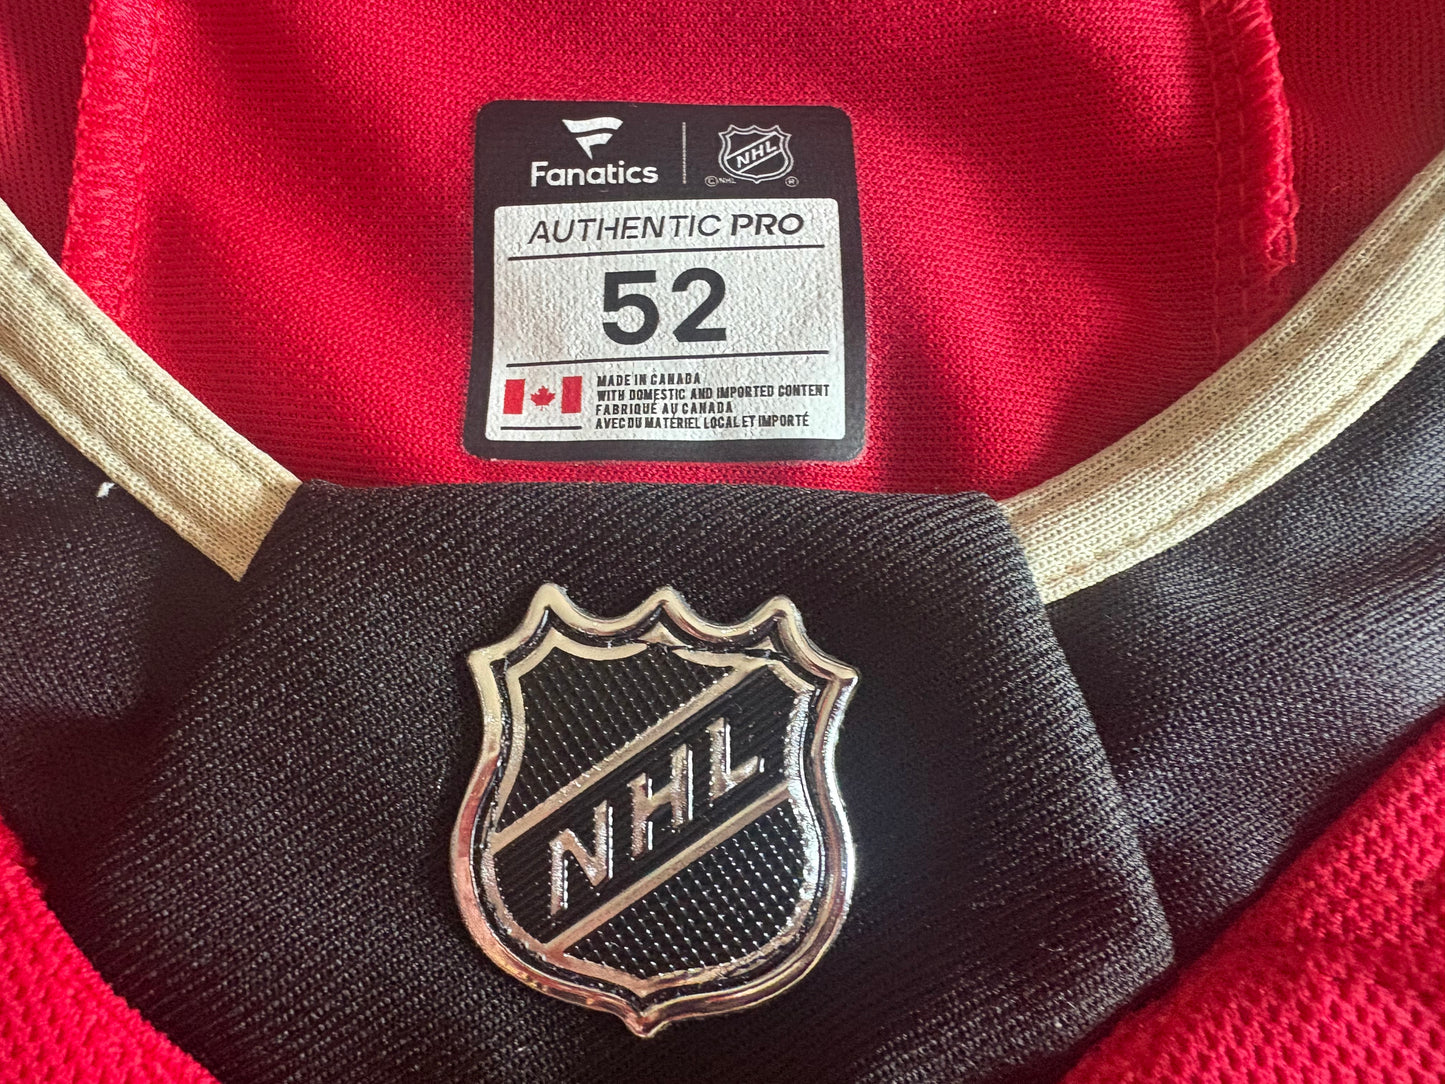 Fanatics
NHL
© NHL ®
AUTHENTIC PRO
52
MADE IN CANADA
WITH DOMESTIC AND IMPORTED CONTENT
FABRIQUÉ AU CANADA
AVEC DU MATÉRIEL LOCAL ET IMPORTÉ
NHL